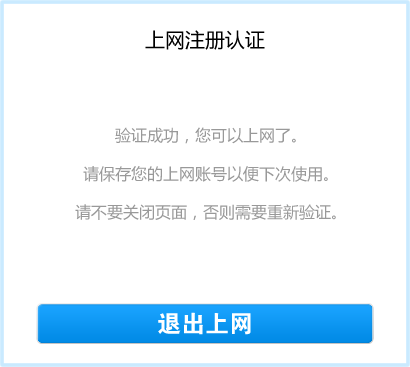 上网注册认证
验证成功，您可以上网了。
请保存您的上网账号以便下次使用。
请不要关闭页面，否则需要重新验证。
退出上网